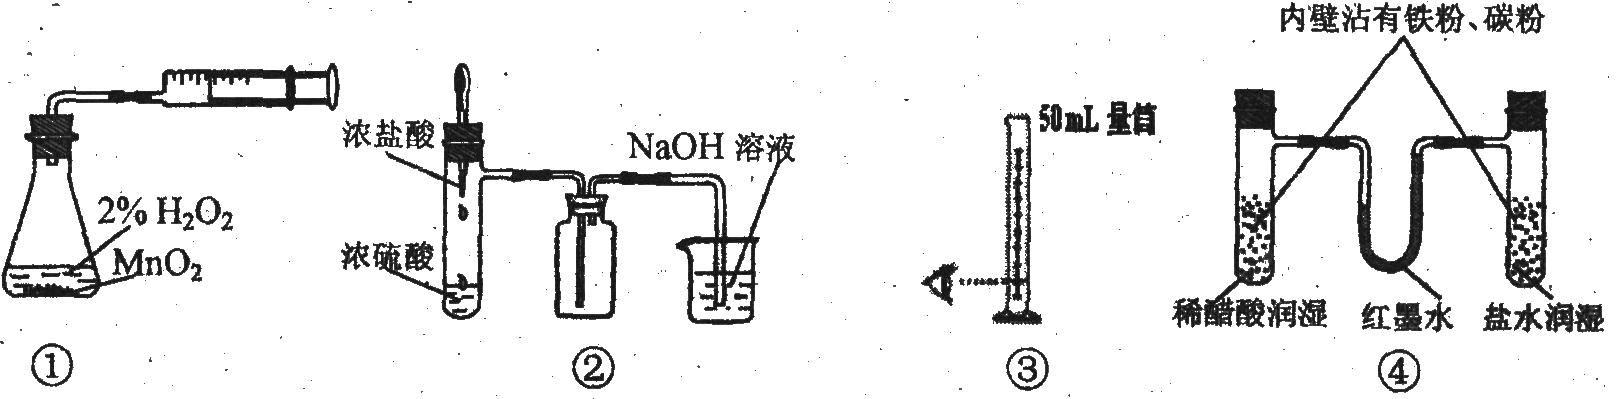 内壁沾有铁粉、碳粉
50mL 量筒
浓盐酸
NaOH 溶液
2% H₂O₂
MnO₂
浓硫酸
稀醋酸润湿
红墨水
盐水润湿
①
②
③
④